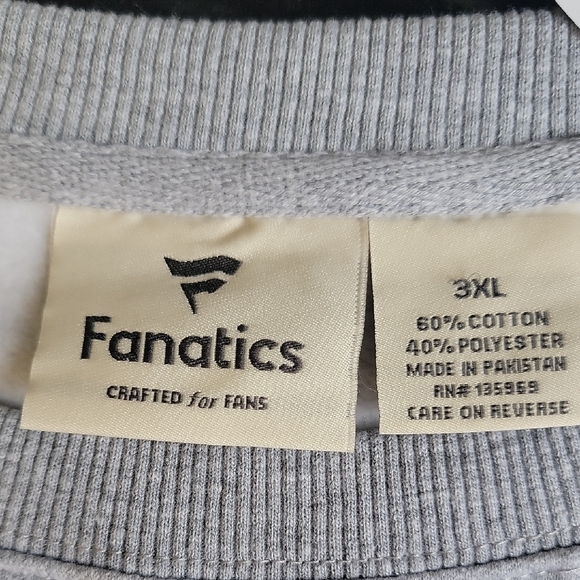 Fanatics
CRAFTED for FANS
3XL
60% COTTON
40% POLYESTER
MADE IN PAKISTAN
RN# 135969
CARE ON REVERSE